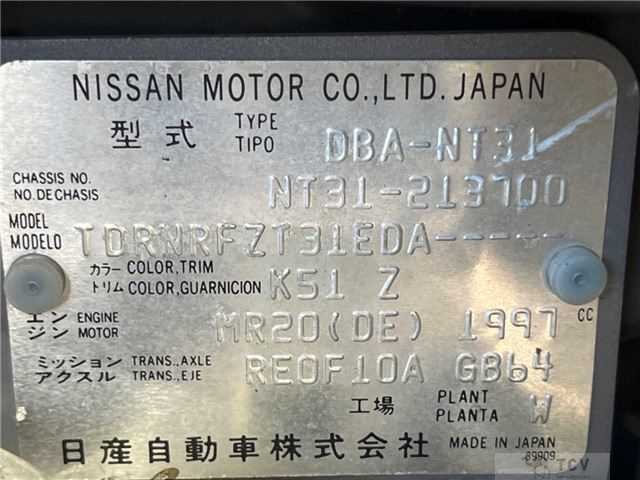 NISSAN MOTOR CO.,LTD. JAPAN
型式 TYPE TIPO DBA-NT31
CHASSIS NO. NO. DE CHASIS NT31-213700
MODEL MODELO TDRNRFZT31EDA-----
カラー COLOR,TRIM
トリム COLOR,GUARNICION K51 Z
エンジン ENGINE MOTOR MR20(DE) 1997 CC
ミッション TRANS.,AXLE
アクスル TRANS.,EJE RE0F10A GB64
工場 PLANT PLANTA W
日産自動車株式会社 MADE IN JAPAN
89909
TCV